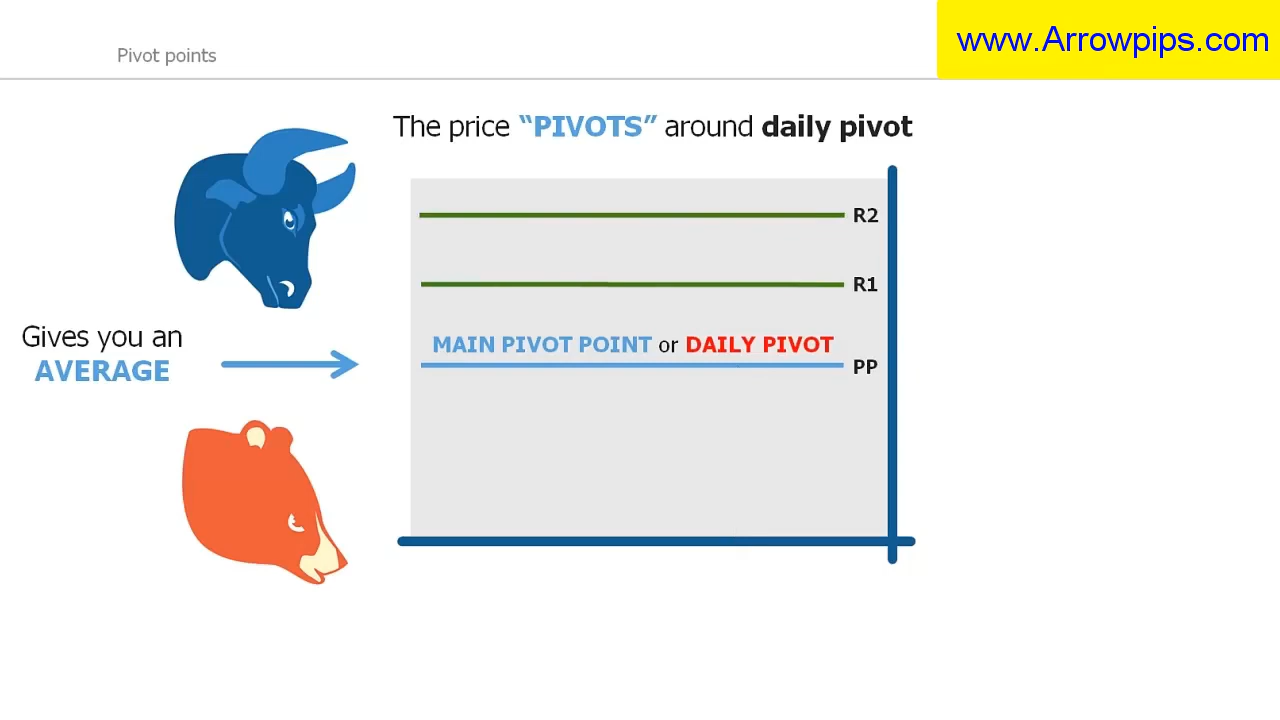 Pivot points
www.Arrowpips.com
The price “PIVOTS” around daily pivot
R2
R1
Gives you an
AVERAGE
MAIN PIVOT POINT or DAILY PIVOT
PP